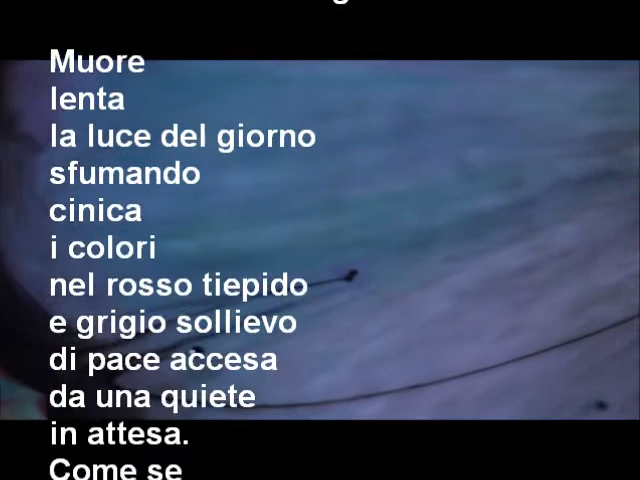 Muore
lenta
la luce del giorno
sfumando
cinica
i colori
nel rosso tiepido
e grigio sollievo
di pace accesa
da una quiete
in attesa.
Come se